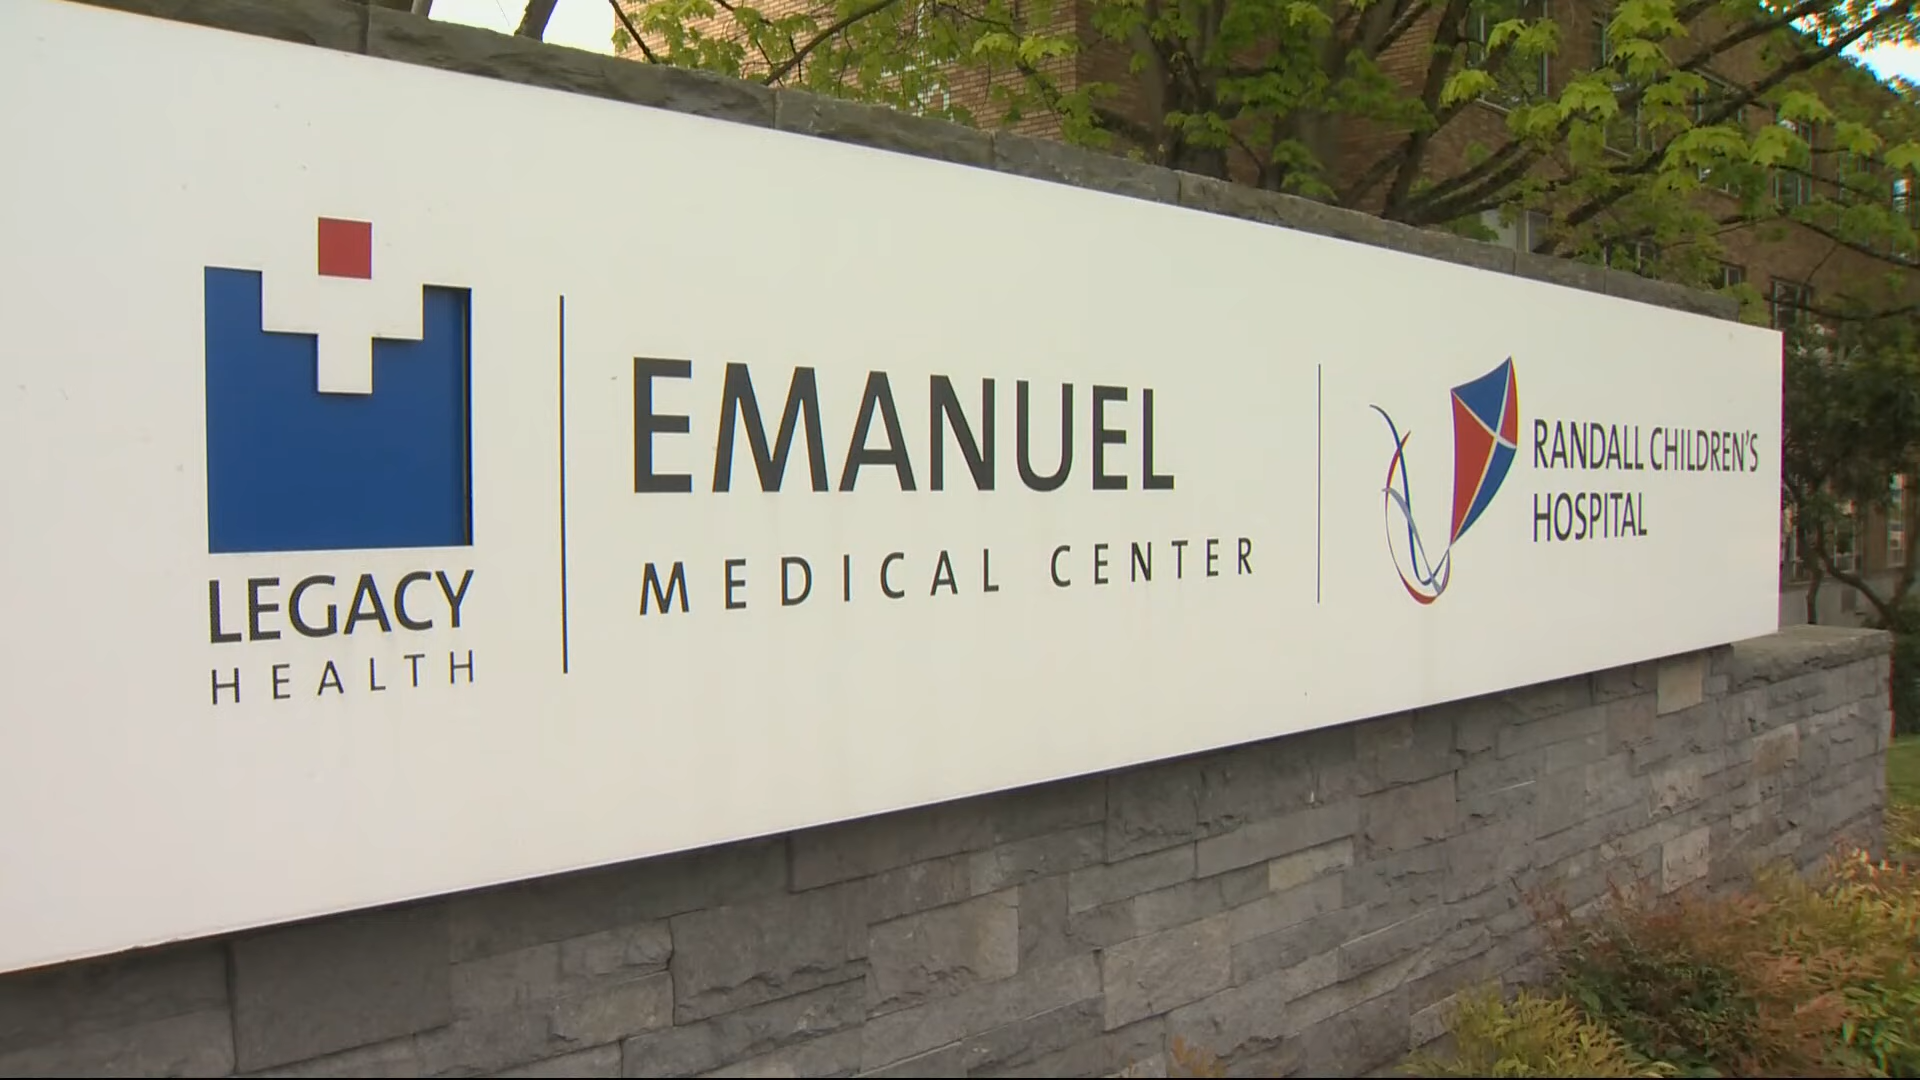 LEGACY
HEALTH
EMANUEL
MEDICAL CENTER
RANDALL CHILDREN'S
HOSPITAL